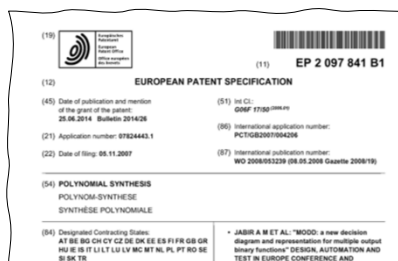 (19)
Europäisches
Patentamt
European
Patent Office
Office européen
des brevets
(11) EP 2 097 841 B1
(12) EUROPEAN PATENT SPECIFICATION
(45) Date of publication and mention
of the grant of the patent:
25.06.2014 Bulletin 2014/26
(21) Application number: 07824443.1
(22) Date of filing: 05.11.2007
(51) Int Cl.:
G06F 17/50 (2006.01)
(86) International application number:
PCT/GB2007/004206
(87) International publication number:
WO 2008/053239 (08.05.2008 Gazette 2008/19)
(54) POLYNOMIAL SYNTHESIS
POLYNOM-SYNTHESE
SYNTHÈSE POLYNOMIALE
(84) Designated Contracting States:
AT BE BG CH CY CZ DE DK EE ES FI FR GB GR
HU IE IS IT LI LT LU LV MC MT NL PL PT RO SE
SI SK TR
• JABIR A M ET AL: "MOOD: a new decision
diagram and representation for multiple output
binary functions" DESIGN, AUTOMATION AND
TEST IN EUROPE CONFERENCE AND